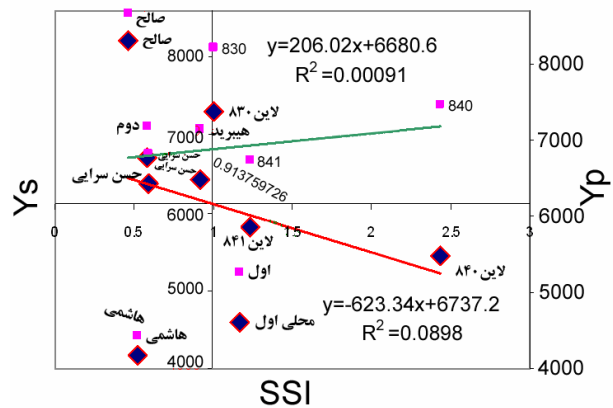 صالح
صالح
830
y=206.02x+6680.6
R2=0.00091
8000
8000
لاین ۸۳۰
840
دوم
هیبرید
7000
7000
حسن سرایی
حسن سرایی
841
حسن سرایی
0.913759726
Ys
Yp
6000
6000
0
0.5
1
1.5
2
2.5
3
لاین ۸۴۱
لاین ۸۴۰
اول
5000
5000
y=-623.34x+6737.2
R2=0.0898
هاشمی
هاشمی
محلی اول
4000
4000
SSI